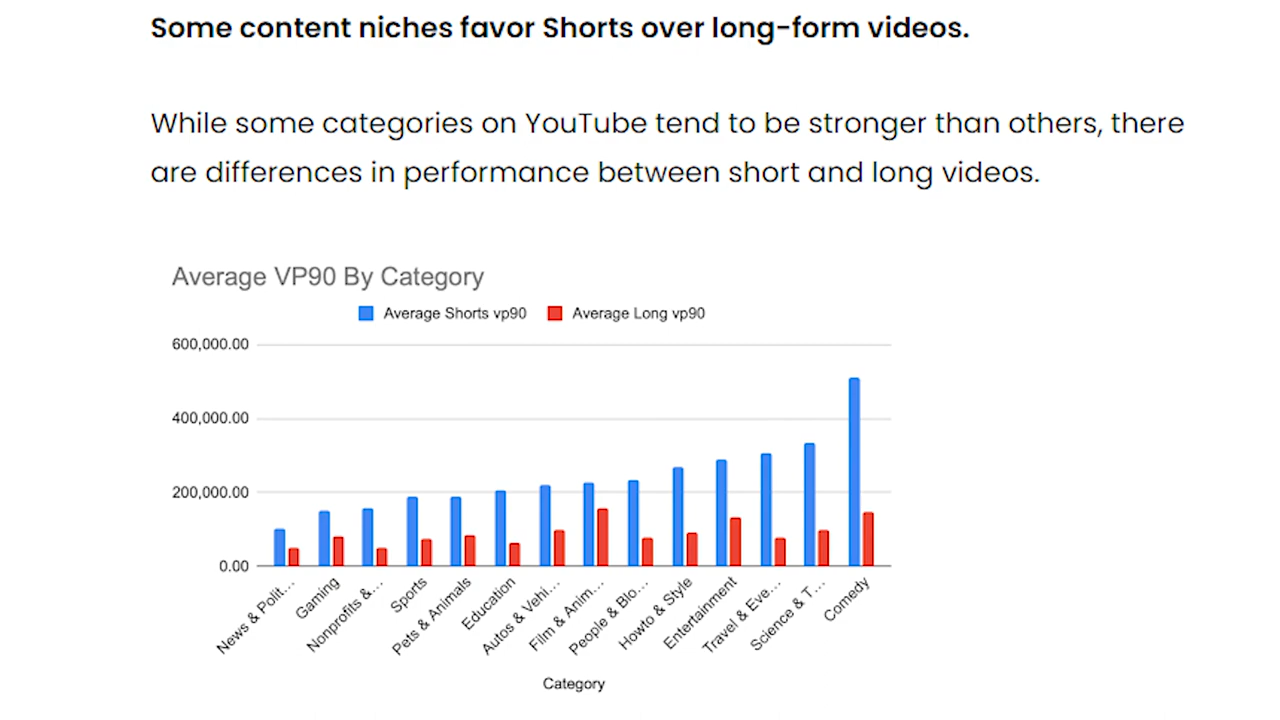 Some content niches favor Shorts over long-form videos.
While some categories on YouTube tend to be stronger than others, there
are differences in performance between short and long videos.
Average VP90 By Category
Average Shorts vp90 Average Long vp90
600,000.00
400,000.00
200,000.00
0.00
News & Polit...
Gaming
Nonprofits &...
Sports
Pets & Animals
Education
Autos & Vehi...
Film & Anim...
People & Blo...
Howto & Style
Entertainment
Travel & Eve...
Science & T...
Comedy
Category